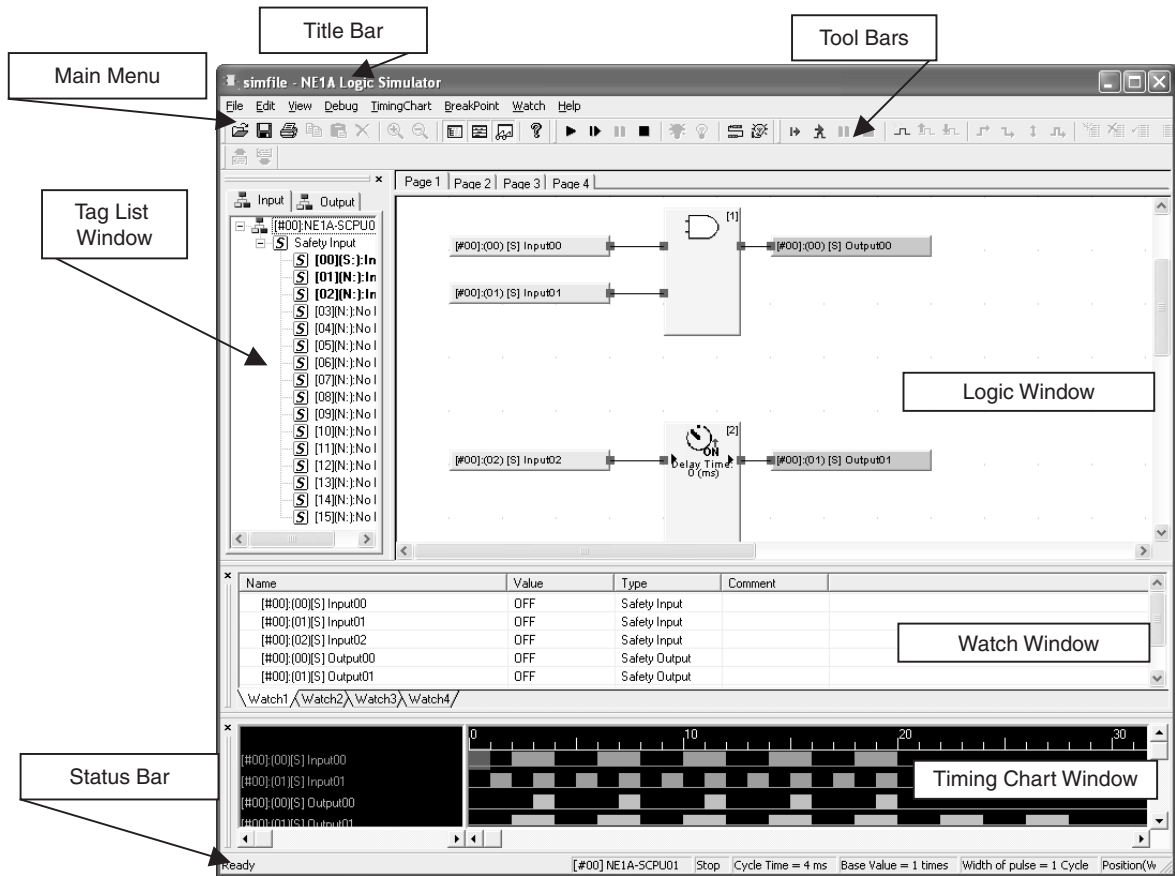 Title Bar
Tool Bars
Main Menu
simfile - NE1A Logic Simulator
File Edit View Debug TimingChart BreakPoint Watch Help
Page 1 Page 2 Page 3 Page 4
Input Output
Tag List
Window
[#00]:NE1A-SCPU0
Safety Input
[00](S:):In
[01](N:):In
[02](N:):In
[03](N:):No I
[04](N:):No I
[05](N:):No I
[06](N:):No I
[07](N:):No I
[08](N:):No I
[09](N:):No I
[10](N:):No I
[11](N:):No I
[12](N:):No I
[13](N:):No I
[14](N:):No I
[15](N:):No I
[1]
[#00]:(00) [S] Input00
[#00]:(00) [S] Output00
[#00]:(01) [S] Input01
Logic Window
[2]
ON
[#00]:(02) [S] Input02
Delay Time:
0 (ms)
[#00]:(01) [S] Output01
Name Value Type Comment
[#00]:(00)[S] Input00 OFF Safety Input
[#00]:(01)[S] Input01 OFF Safety Input
[#00]:(02)[S] Input02 OFF Safety Input
[#00]:(00)[S] Output00 OFF Safety Output
[#00]:(01)[S] Output01 OFF Safety Output
Watch Window
Watch1 Watch2 Watch3 Watch4
0 10 20 30
[#00]:(00)[S] Input00
[#00]:(01)[S] Input01
[#00]:(00)[S] Output00
[#00]:(01)[S] Output01
Timing Chart Window
Status Bar
Ready
[#00] NE1A-SCPU01 Stop Cycle Time = 4 ms Base Value = 1 times Width of pulse = 1 Cycle Position(W